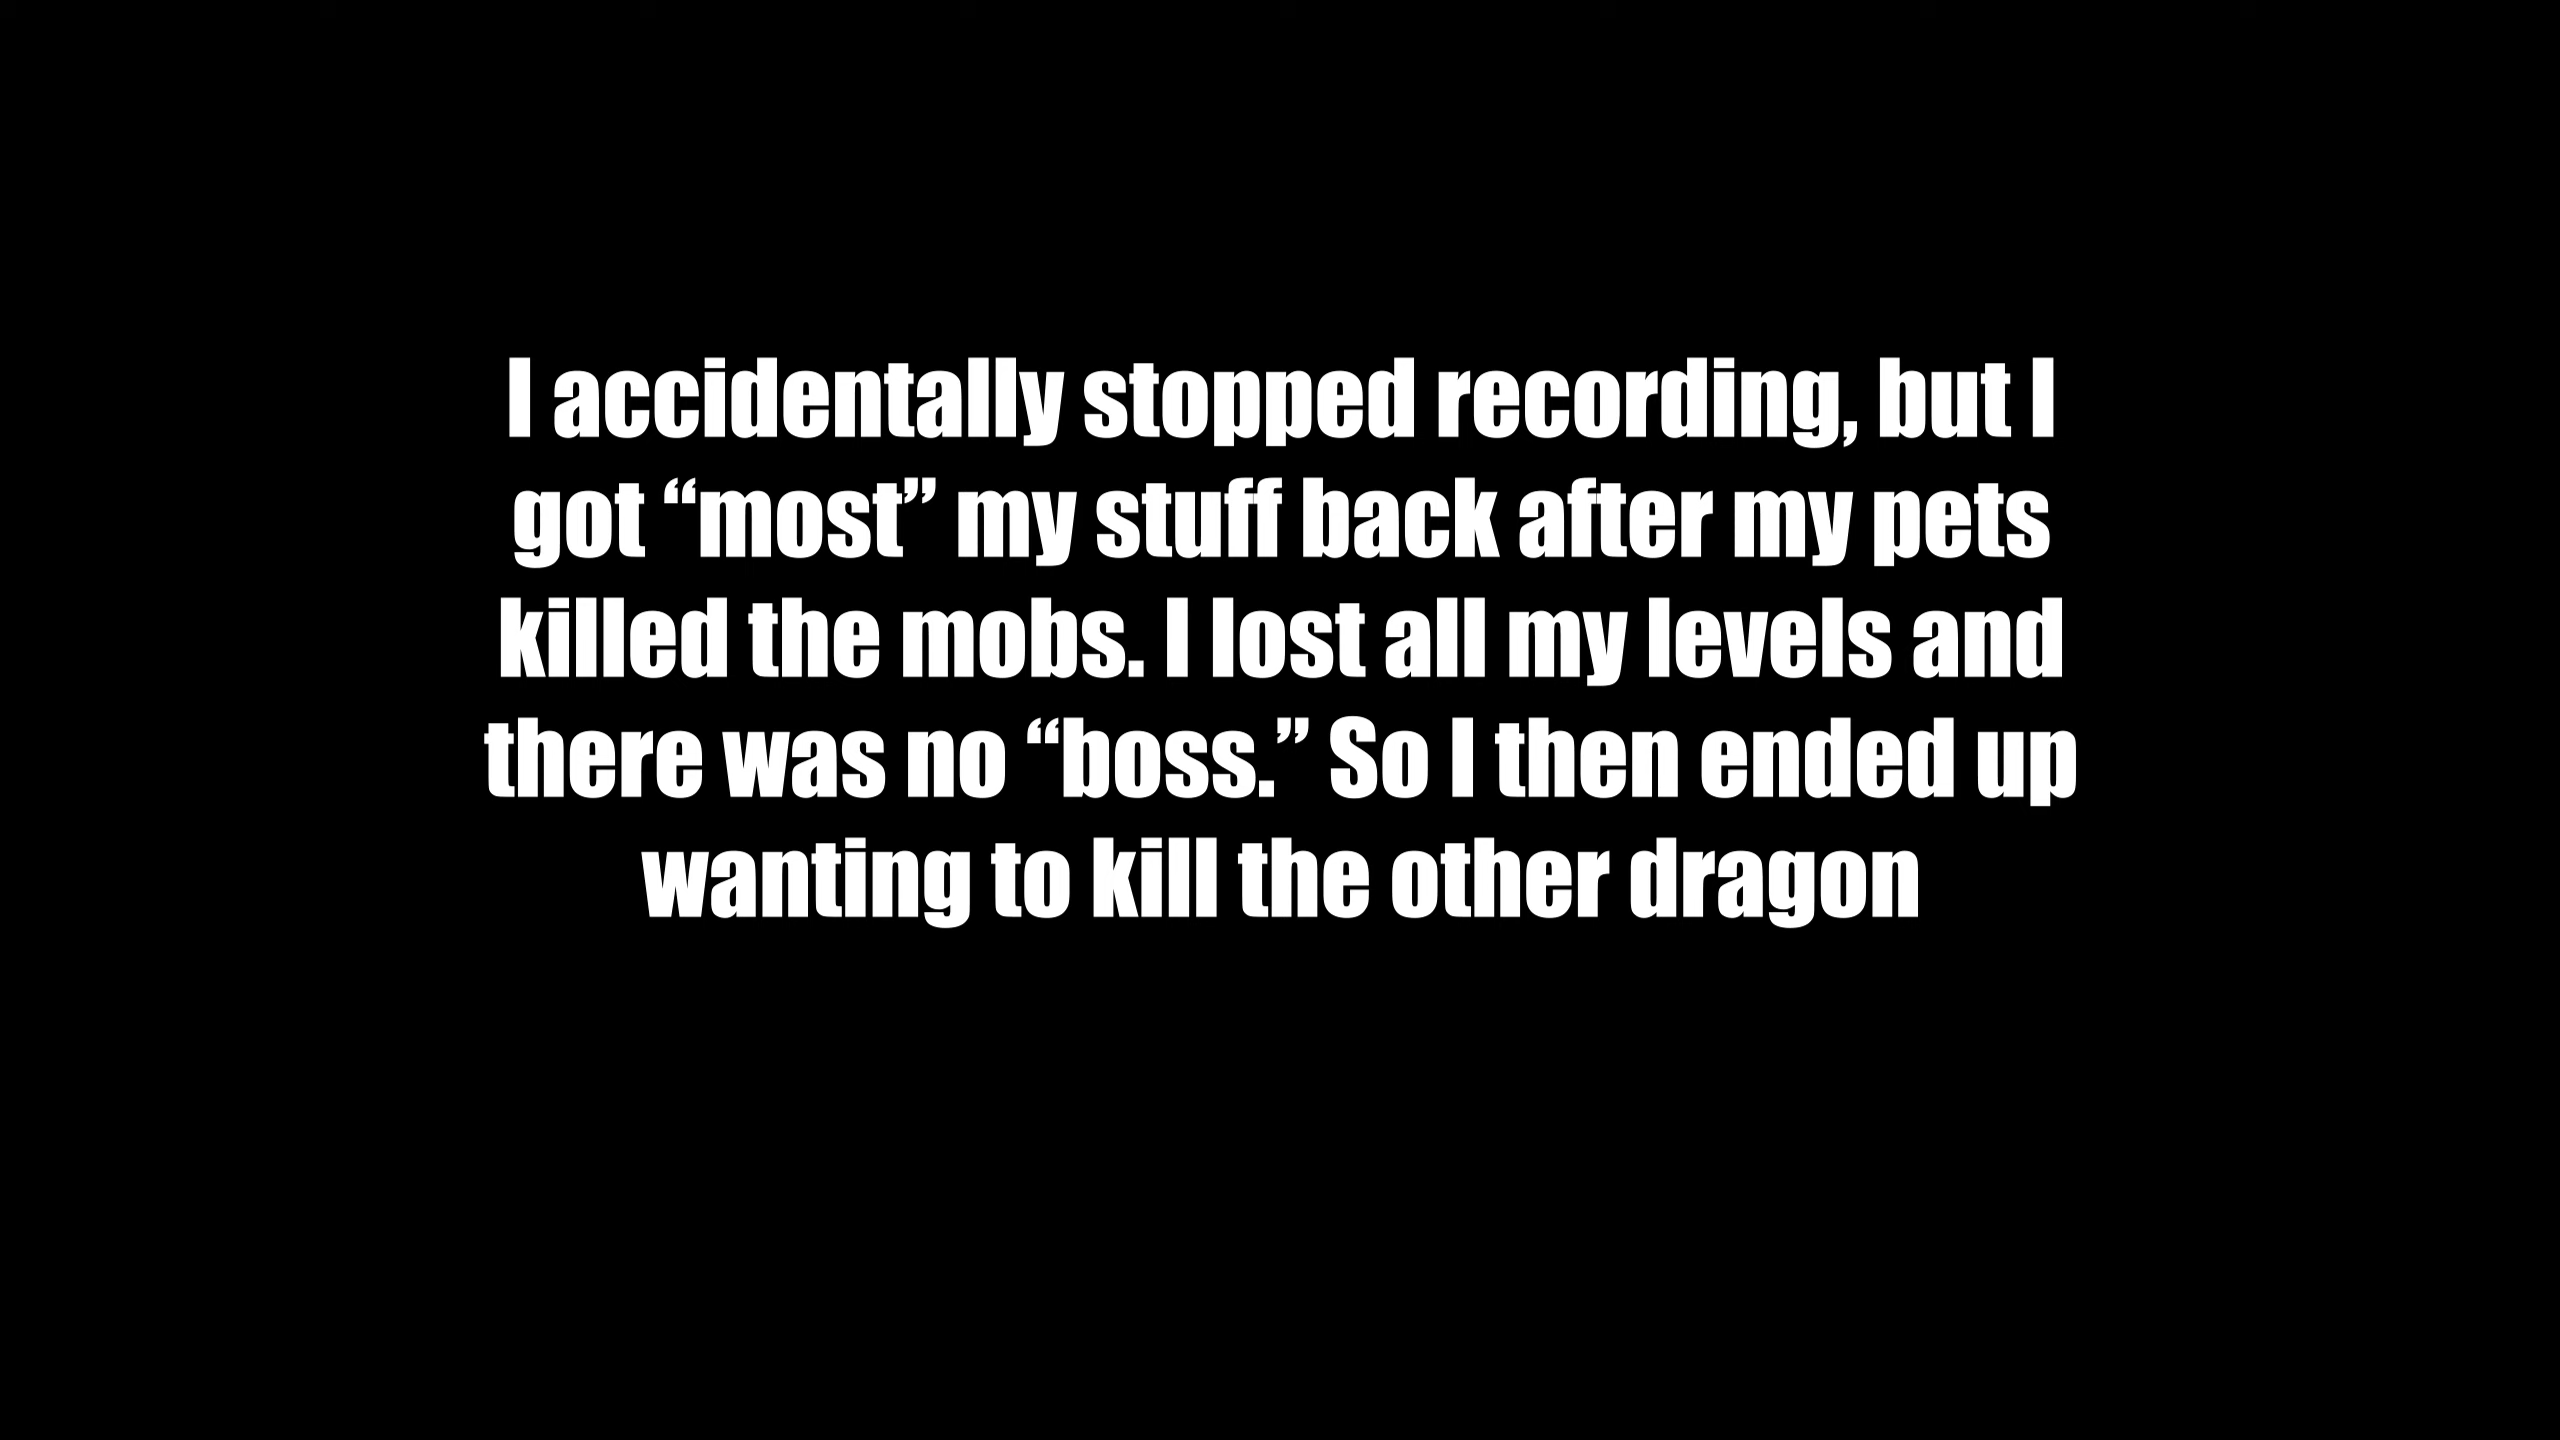 I accidentally stopped recording, but I
got “most” my stuff back after my pets
killed the mobs. I lost all my levels and
there was no “boss.” So I then ended up
wanting to kill the other dragon